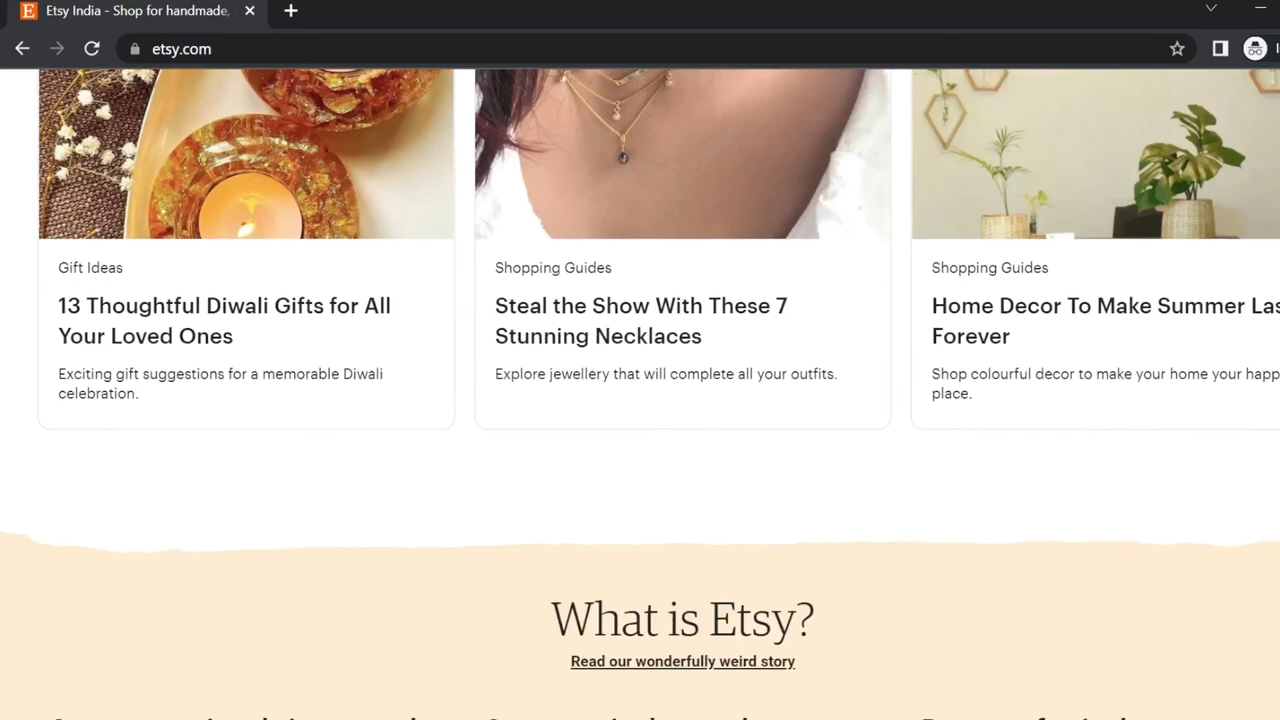 Etsy India - Shop for handmade,
etsy.com
Gift Ideas
13 Thoughtful Diwali Gifts for All
Your Loved Ones
Exciting gift suggestions for a memorable Diwali
celebration.
Shopping Guides
Steal the Show With These 7
Stunning Necklaces
Explore jewellery that will complete all your outfits.
Shopping Guides
Home Decor To Make Summer Las
Forever
Shop colourful decor to make your home your happ
place.
What is Etsy?
Read our wonderfully weird story